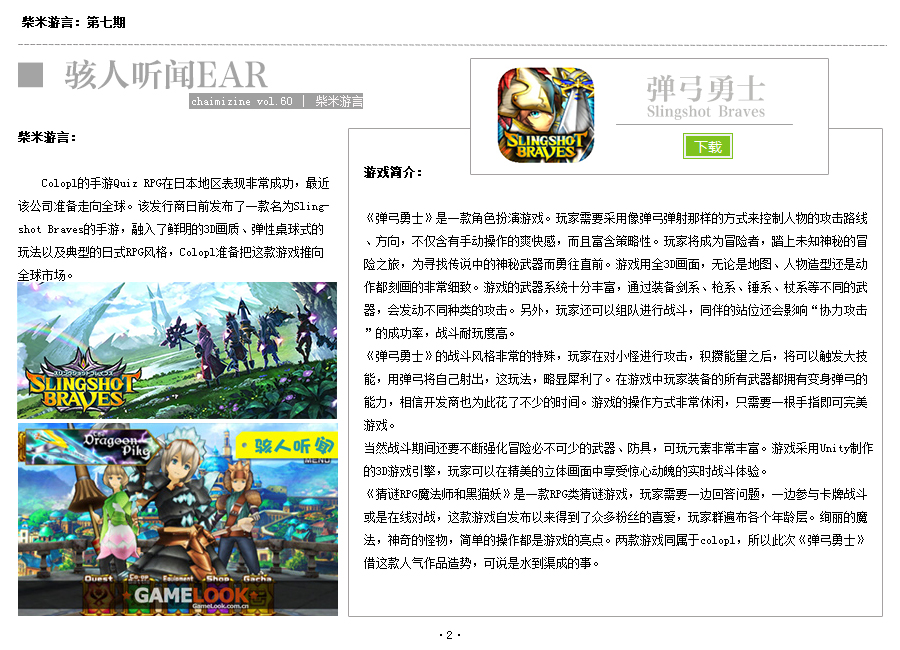 柴米游言：第七期
骇人听闻EAR
chaimizine vol.60 | 柴米游言
SLINGSHOT
BRAVES
弹弓勇士
Slingshot Braves
下载
柴米游言：
Colopl的手游Quiz RPG在日本地区表现非常成功，最近
该公司准备走向全球。该发行商日前发布了一款名为Sling-
shot Braves的手游，融入了鲜明的3D画质、弹性桌球式的
玩法以及典型的日式RPG风格，Colopl准备把这款游戏推向
全球市场。
スリングショットブレイブズ
SLINGSHOT
BRAVES
Dragoon
Pike
骇人听闻
MENU
Quest
Co-op
Equipment
Shop
Gacha
GAMELOOK
GameLook.com.cn
游戏简介：
《弹弓勇士》是一款角色扮演游戏。玩家需要采用像弹弓弹射那样的方式来控制人物的攻击路线
、方向，不仅含有手动操作的爽快感，而且富含策略性。玩家将成为冒险者，踏上未知神秘的冒
险之旅，为寻找传说中的神秘武器而勇往直前。游戏用全3D画面，无论是地图、人物造型还是动
作都刻画的非常细致。游戏的武器系统十分丰富，通过装备剑系、枪系、锤系、杖系等不同的武
器，会发动不同种类的攻击。另外，玩家还可以组队进行战斗，同伴的站位还会影响“协力攻击
”的成功率，战斗耐玩度高。
《弹弓勇士》的战斗风格非常的特殊，玩家在对小怪进行攻击，积攒能量之后，将可以触发大技
能，用弹弓将自己射出，这玩法，略显犀利了。在游戏中玩家装备的所有武器都拥有变身弹弓的
能力，相信开发商也为此花了不少的时间。游戏的操作方式非常休闲，只需要一根手指即可完美
游戏。
当然战斗期间还要不断强化冒险必不可少的武器、防具，可玩元素非常丰富。游戏采用Unity制作
的3D游戏引擎，玩家可以在精美的立体画面中享受惊心动魄的实时战斗体验。
《猜谜RPG魔法师和黑猫妖》是一款RPG类猜谜游戏，玩家需要一边回答问题，一边参与卡牌战斗
或是在线对战，这款游戏自发布以来得到了众多粉丝的喜爱，玩家群遍布各个年龄层。绚丽的魔
法，神奇的怪物，简单的操作都是游戏的亮点。两款游戏同属于colopl，所以此次《弹弓勇士》
借这款人气作品造势，可说是水到渠成的事。
·2·